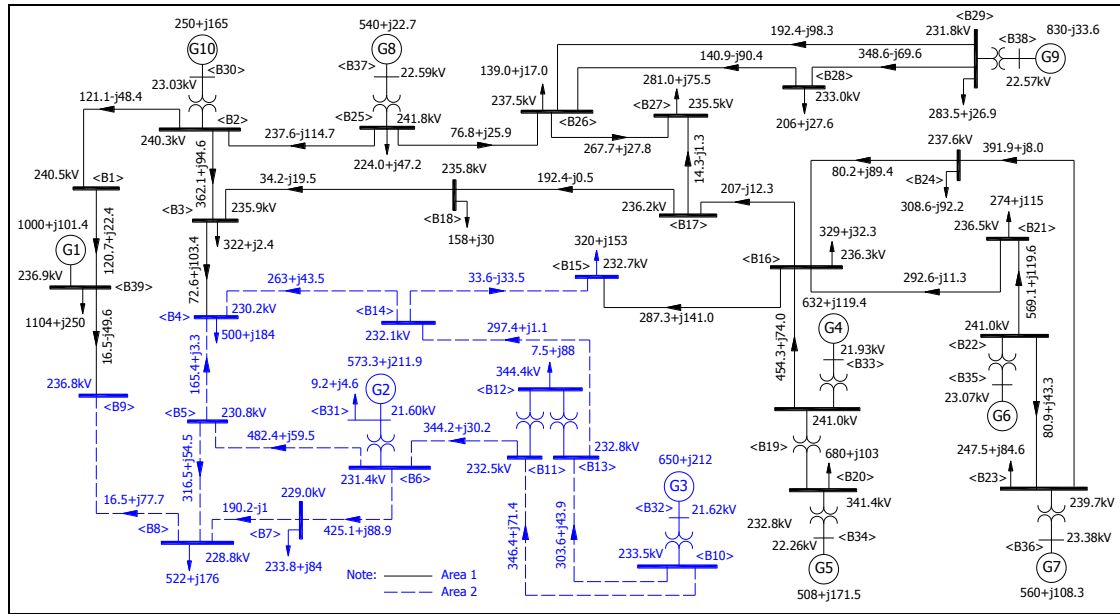 250+j165
G10
<B30>
23.03kV
<B2>
240.3kV
121.1-j48.4
540+j22.7
G8
<B37>
22.59kV
<B25>
241.8kV
237.6-j114.7
224.0+j47.2
76.8+j25.9
139.0+j17.0
237.5kV
<B26>
192.4-j98.3
140.9-j90.4
281.0+j75.5
<B27>
235.5kV
267.7+j27.8
<B29>
231.8kV
830-j33.6
<B38>
G9
22.57kV
348.6-j69.6
<B28>
233.0kV
206+j27.6
283.5+j26.9
240.5kV
<B1>
362.1+j94.6
<B3>
235.9kV
322+j2.4
34.2-j19.5
235.8kV
<B18>
158+j30
192.4-j0.5
14.3-j1.3
236.2kV
<B17>
207-j12.3
237.6kV
<B24>
308.6-j92.2
80.2+j89.4
391.9+j8.0
274+j115
236.5kV
<B21>
1000+j101.4
G1
236.9kV
<B39>
1104+j250
120.7+j22.4
16.5-j49.6
72.6+j103.4
329+j32.3
<B16>
236.3kV
292.6-j11.3
569.1+j119.6
320+j153
<B15>
232.7kV
287.3+j141.0
33.6-j33.5
263+j43.5
230.2kV
<B4>
500+j184
<B14>
232.1kV
297.4+j1.1
454.3+j74.0
632+j119.4
G4
21.93kV
<B33>
241.0kV
<B19>
241.0kV
<B22>
<B35>
23.07kV
G6
80.9+j43.3
236.8kV
<B9>
165.4+j3.3
<B5>
230.8kV
573.3+j211.9
9.2+j4.6
G2
<B31>
21.60kV
482.4+j59.5
231.4kV
<B6>
7.5+j88
344.4kV
<B12>
344.2+j30.2
232.5kV
<B11>
<B13>
232.8kV
316.5+j54.5
16.5+j77.7
<B8>
228.8kV
522+j176
190.2-j1
229.0kV
<B7>
425.1+j88.9
233.8+j84
346.4+j71.4
303.6+j43.9
650+j212
G3
<B32>
21.62kV
233.5kV
<B10>
680+j103
<B20>
341.4kV
232.8kV
22.26kV
<B34>
G5
508+j171.5
247.5+j84.6
<B23>
239.7kV
23.38kV
<B36>
G7
560+j108.3
Note:
Area 1
Area 2